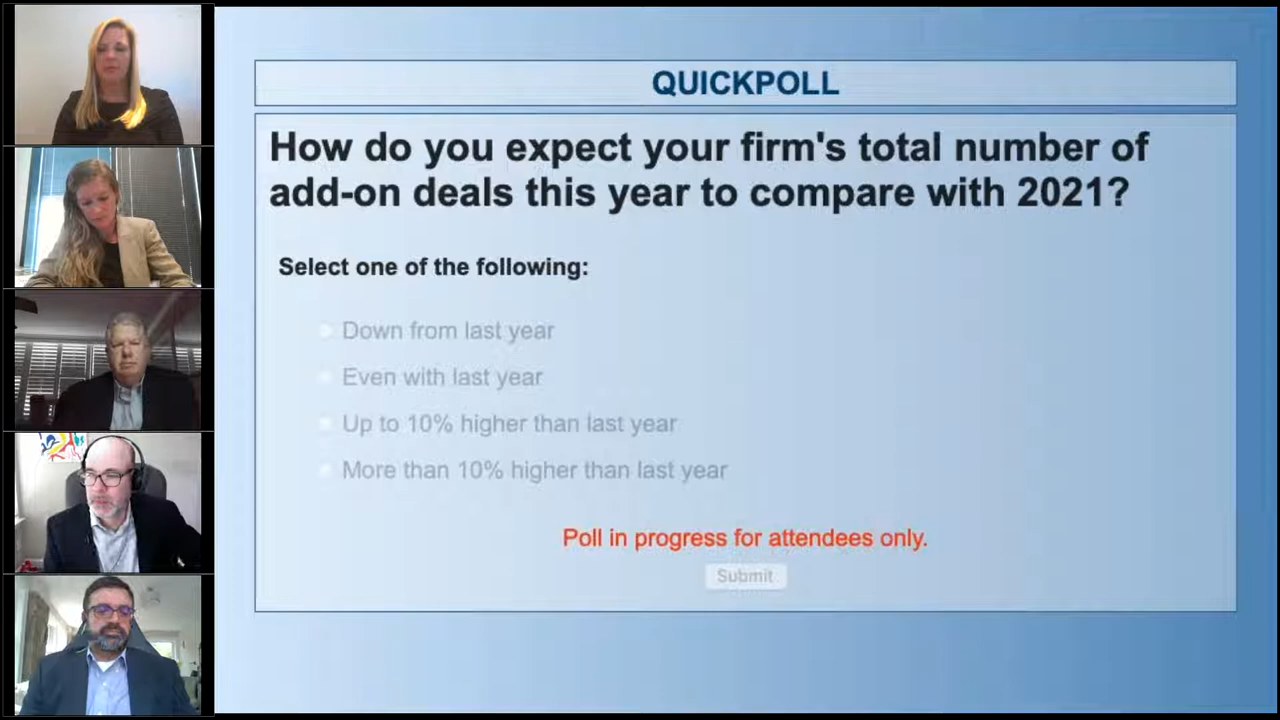 QUICKPOLL
How do you expect your firm's total number of
add-on deals this year to compare with 2021?
Select one of the following:
Down from last year
Even with last year
Up to 10% higher than last year
More than 10% higher than last year
Poll in progress for attendees only.
Submit